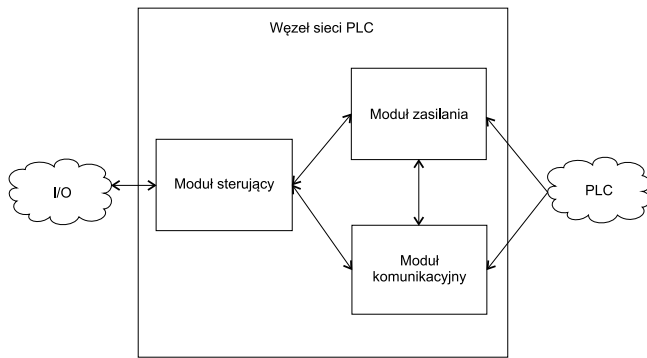 Węzeł sieci PLC
Moduł zasilania
Moduł sterujący
I/O
PLC
Moduł
komunikacyjny